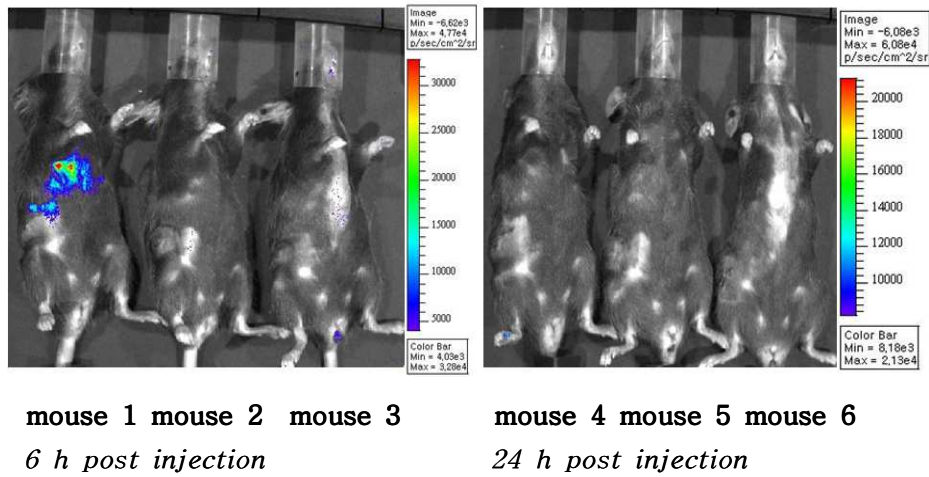 Image
Min = -6,62e3
Max = 4,77e4
p/sec/cm^2/sr
30000
25000
20000
15000
10000
5000
Color Bar
Min = 4,03e3
Max = 3,28e4
Image
Min = -6,08e3
Max = 6,08e4
p/sec/cm^2/sr
20000
18000
16000
14000
12000
10000
Color Bar
Min = 8,18e3
Max = 2,13e4
mouse 1 mouse 2 mouse 3
6 h post injection
mouse 4 mouse 5 mouse 6
24 h post injection